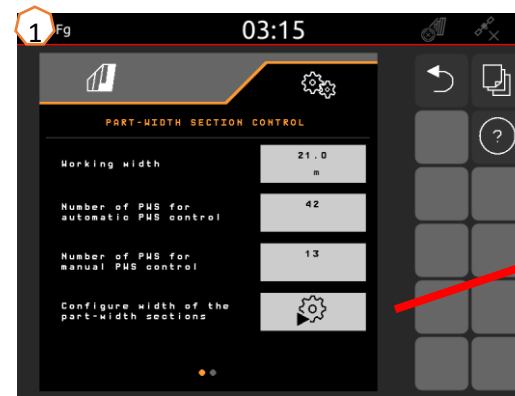 1
Fg
03:15
PART-WIDTH SECTION CONTROL
Working width
21.0
m
Number of PWS for
automatic PWS control
42
Number of PWS for
manual PWS control
13
Configure width of the
part-width sections
?